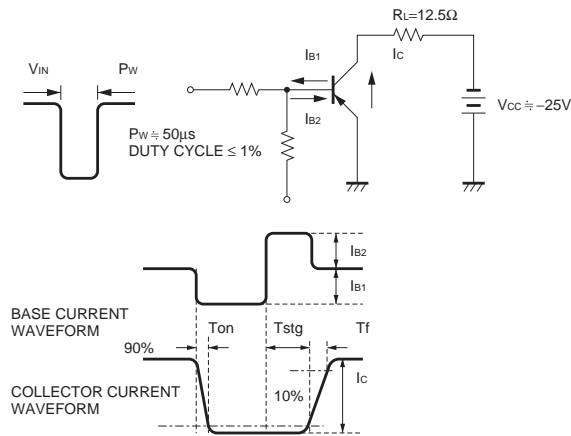 RL=12.5Ω
IB1
IC
VIN
PW
IB2
VCC ≒ −25V
PW ≒ 50μs
DUTY CYCLE ≤ 1%
IB2
IB1
BASE CURRENT
WAVEFORM
Ton
Tstg
Tf
90%
IC
10%
COLLECTOR CURRENT
WAVEFORM